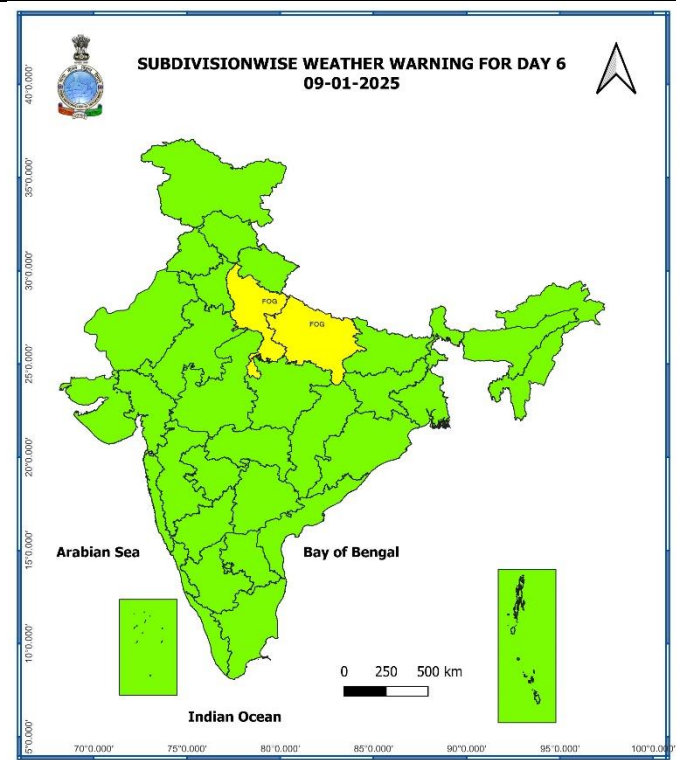 SUBDIVISIONWISE WEATHER WARNING FOR DAY 6
09-01-2025
40°0.000'
35°0.000'
30°0.000'
25°0.000'
20°0.000'
15°0.000'
10°0.000'
5°0.000'
FOG
FOG
Arabian Sea
Bay of Bengal
0 250 500 km
Indian Ocean
70°0.000' 75°0.000' 80°0.000' 85°0.000' 90°0.000' 95°0.000' 100°0.000'